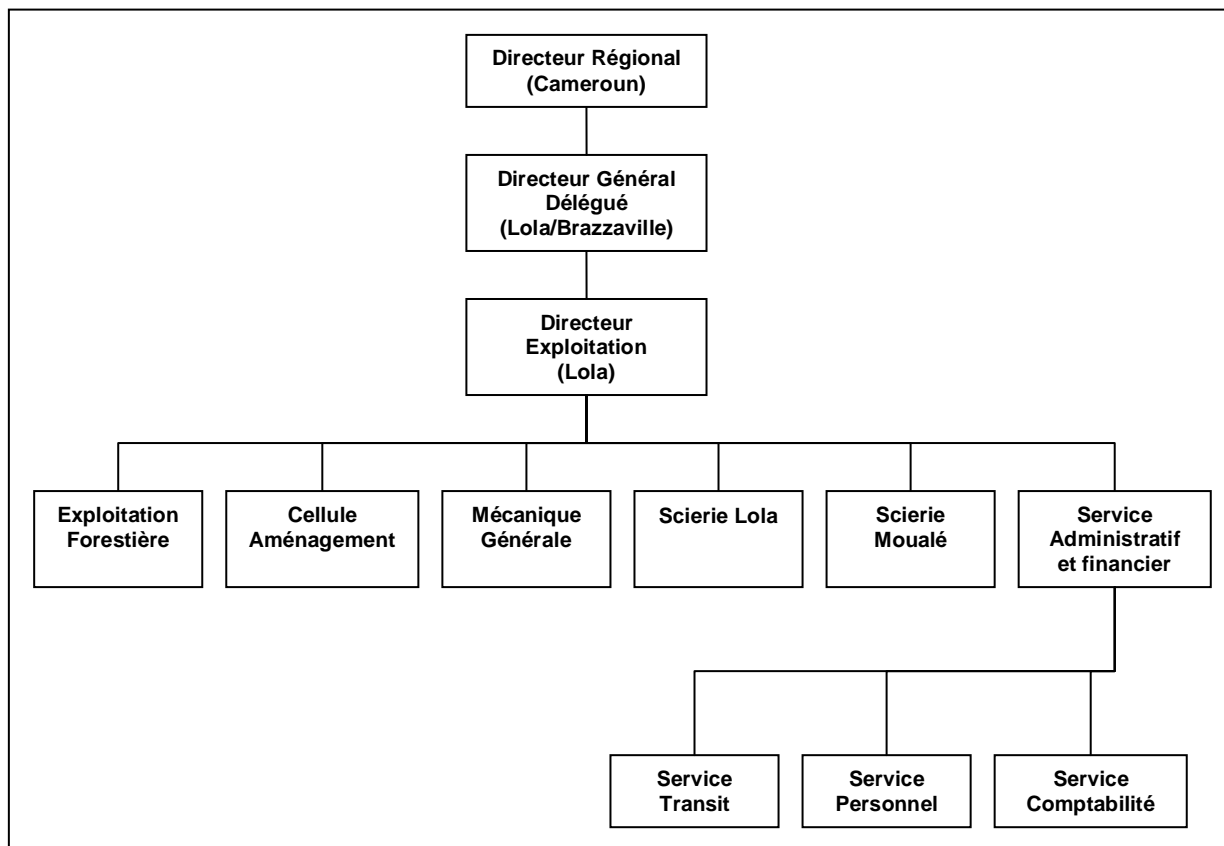 Directeur Régional
(Cameroun)
Directeur Général
Délégué
(Lola/Brazzaville)
Directeur
Exploitation
(Lola)
Exploitation
Forestière
Cellule
Aménagement
Mécanique
Générale
Scierie Lola
Scierie
Moualé
Service
Administratif
et financier
Service
Transit
Service
Personnel
Service
Comptabilité